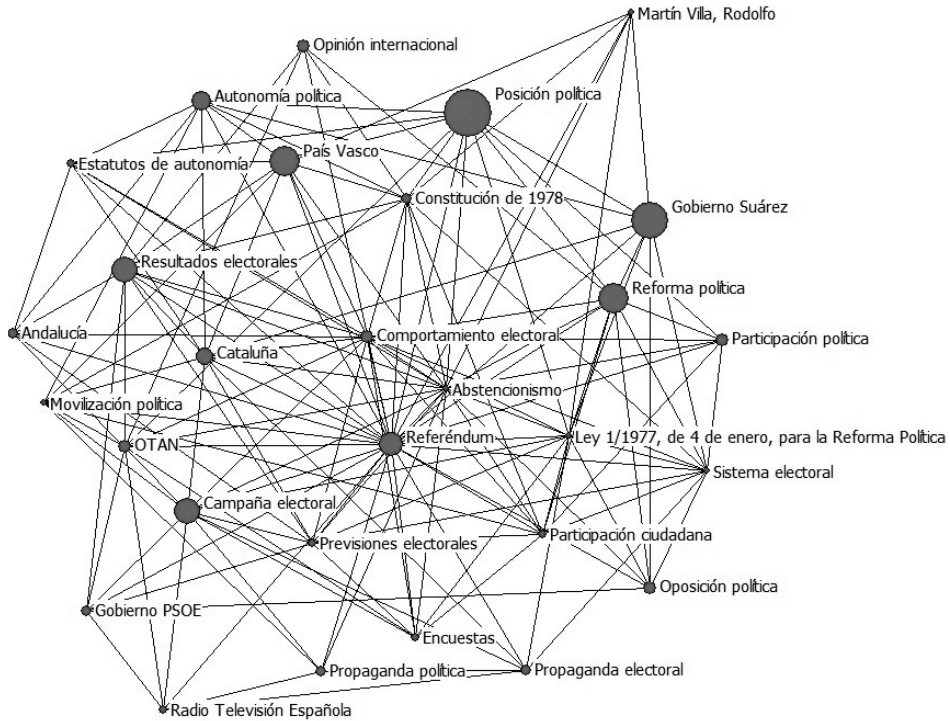 Martín Villa, Rodolfo
Opinión internacional
Autonomía política
Posición política
País Vasco
Estatutos de autonomía
Constitución de 1978
Gobierno Suárez
Resultados electorales
Reforma política
Andalucía
Comportamiento electoral
Participación política
Cataluña
Abstencionismo
Movilización política
Referéndum
Ley 1/1977, de 4 de enero, para la Reforma Política
OTAN
Sistema electoral
Campaña electoral
Participación ciudadana
Previsiones electorales
Oposición política
Gobierno PSOE
Encuestas
Propaganda política
Propaganda electoral
Radio Televisión Española